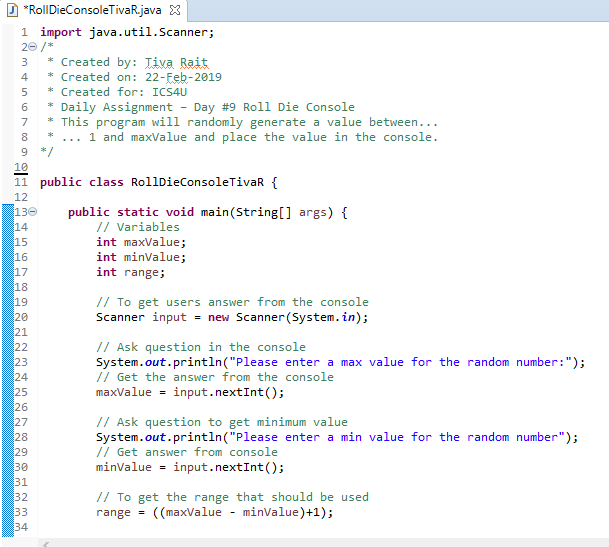 *RollDieConsoleTivaR.java
1 import java.util.Scanner;
2 /*
3  * Created by: Tiva Rait
4  * Created on: 22-Feb-2019
5  * Created for: ICS4U
6  * Daily Assignment – Day #9 Roll Die Console
7  * This program will randomly generate a value between...
8  * ... 1 and maxValue and place the value in the console.
9 */
10
11 public class RollDieConsoleTivaR {
12
13     public static void main(String[] args) {
14         // Variables
15         int maxValue;
16         int minValue;
17         int range;
18
19         // To get users answer from the console
20         Scanner input = new Scanner(System.in);
21
22         // Ask question in the console
23         System.out.println("Please enter a max value for the random number:");
24         // Get the answer from the console
25         maxValue = input.nextInt();
26
27         // Ask question to get minimum value
28         System.out.println("Please enter a min value for the random number");
29         // Get answer from console
30         minValue = input.nextInt();
31
32         // To get the range that should be used
33         range = ((maxValue - minValue)+1);
34